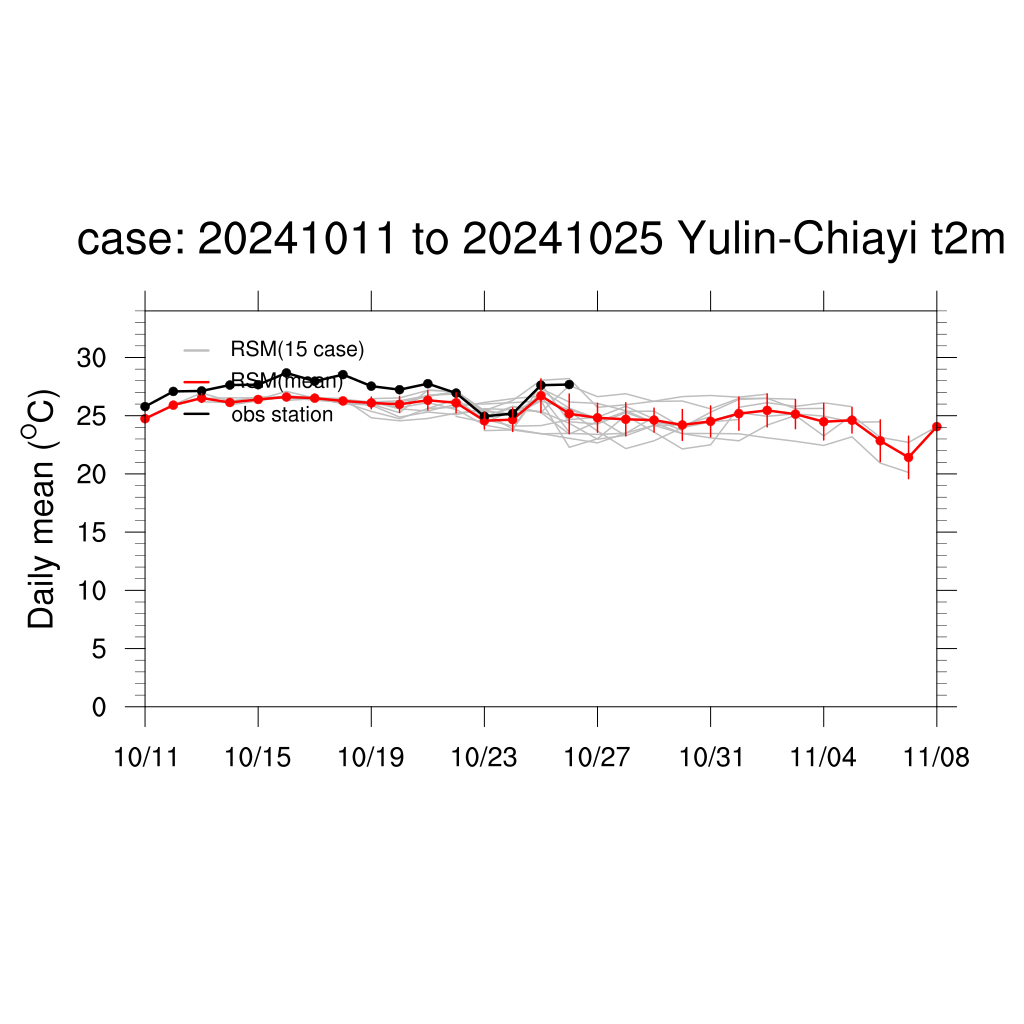 case: 20241011 to 20241025 Yulin-Chiayi t2m
RSM(15 case)
RSM(mean)
obs station
Daily mean (°C)
30
25
20
15
10
5
0
10/11 10/15 10/19 10/23 10/27 10/31 11/04 11/08